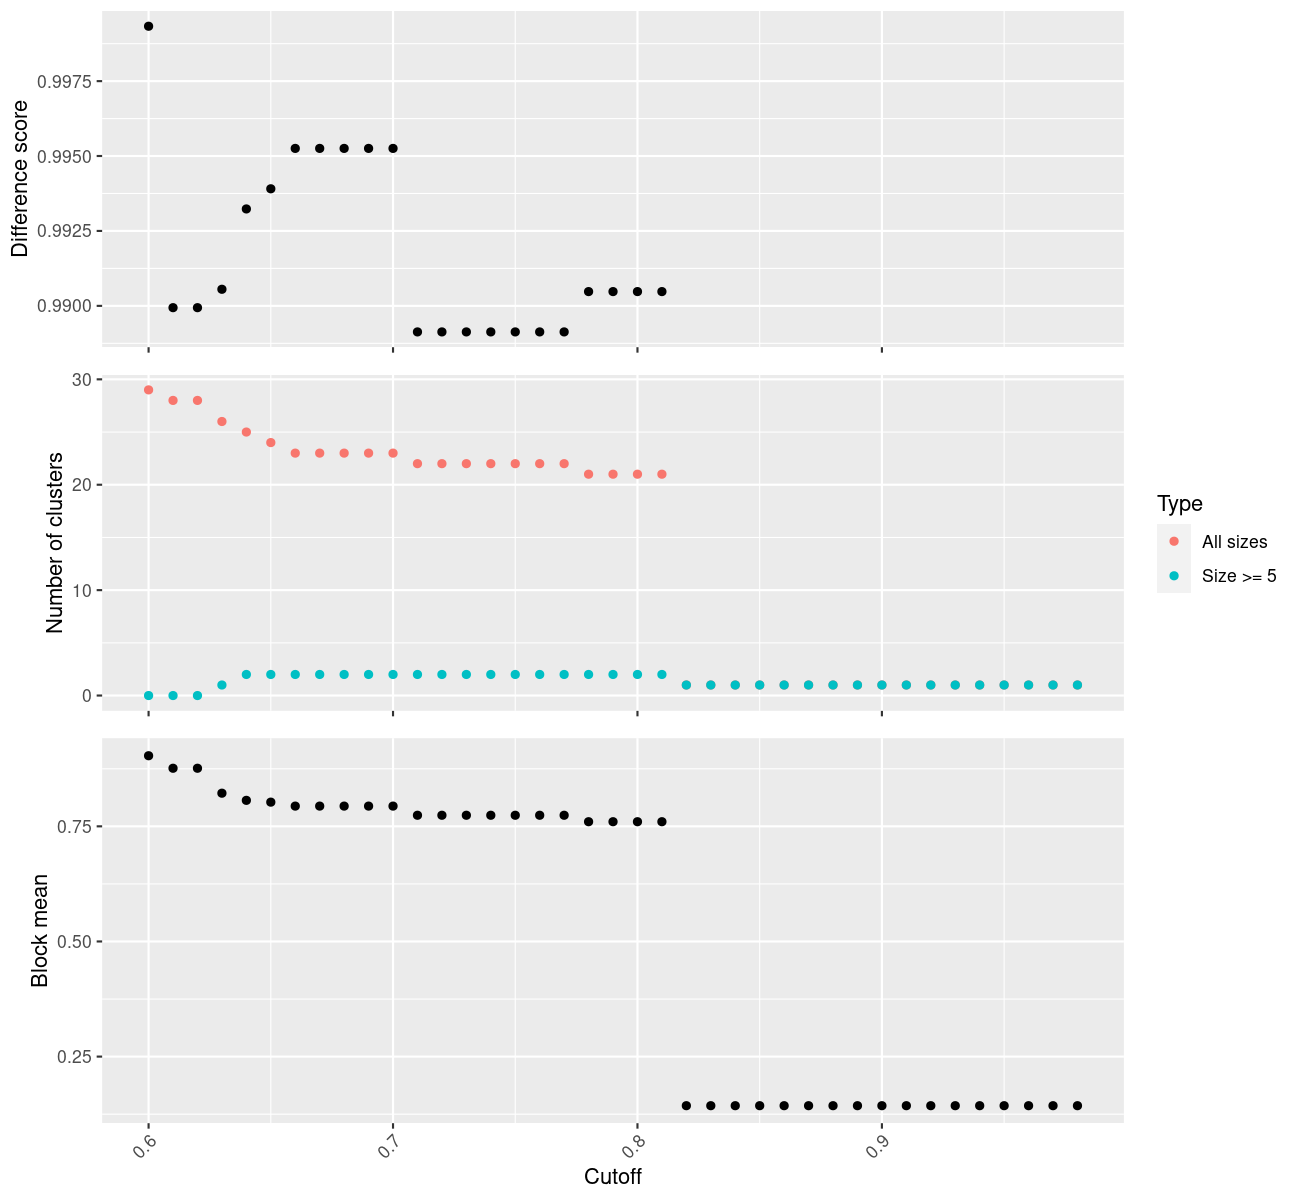 Difference score
0.9975
0.9950
0.9925
0.9900
Number of clusters
30
20
10
0
Type
All sizes
Size >= 5
Block mean
0.75
0.50
0.25
0.6
0.7
0.8
0.9
Cutoff